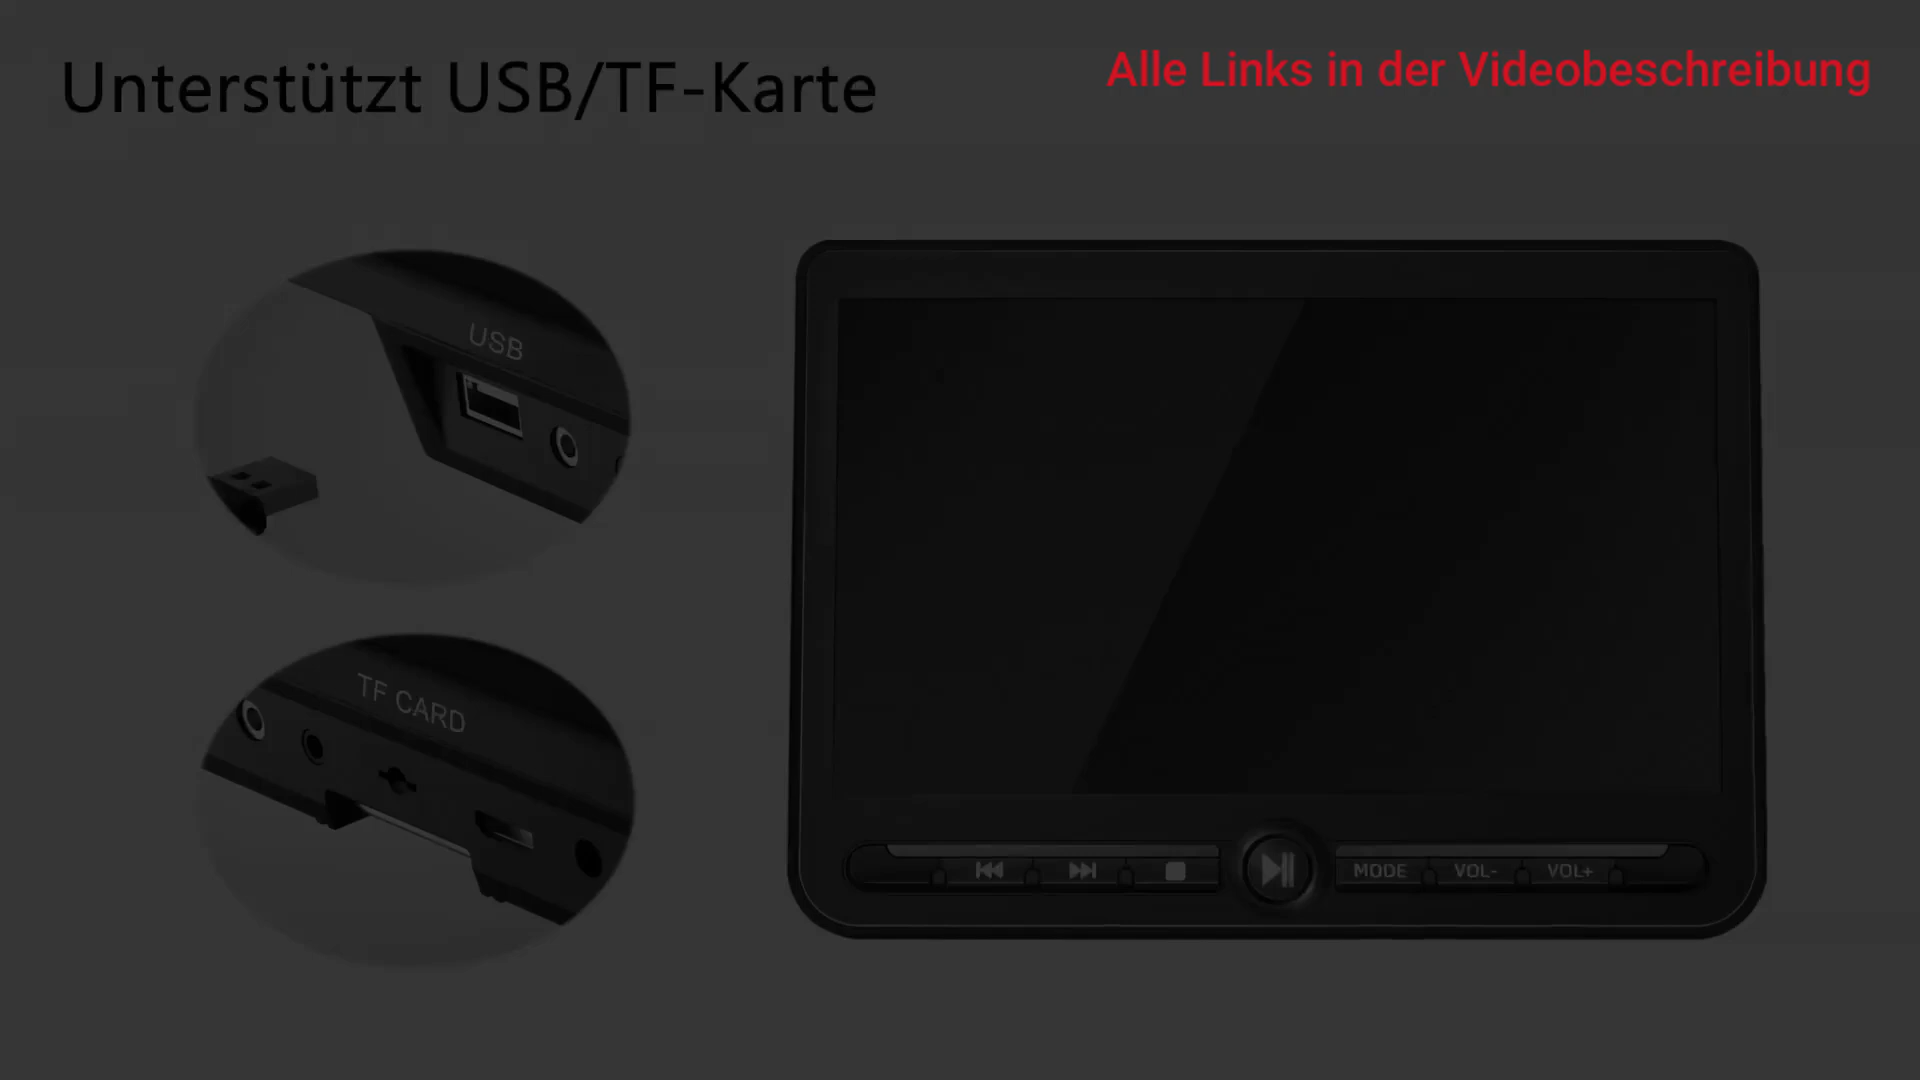 Unterstützt USB/TF-Karte
Alle Links in der Videobeschreibung
USB
TF CARD
MODE
VOL-
VOL+